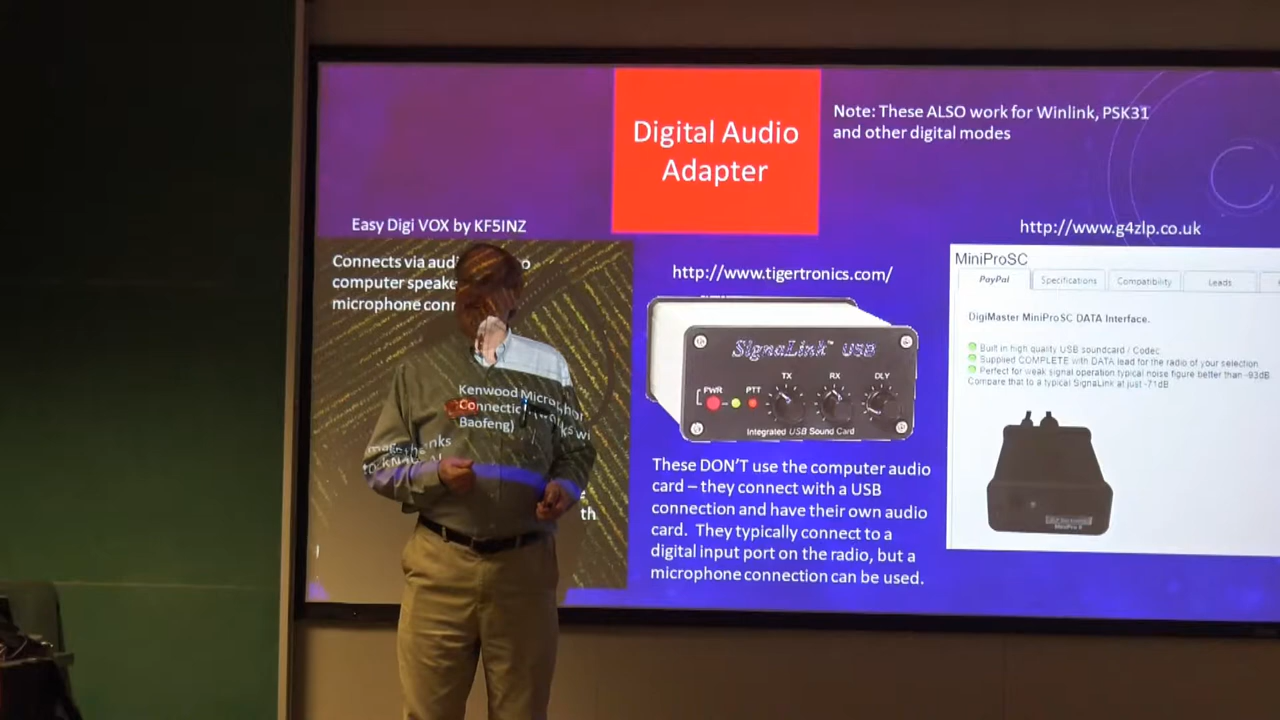 Digital Audio
Adapter
Note: These ALSO work for Winlink, PSK31
and other digital modes
Easy Digi VOX by KF5INZ
Connects via
computer
microphone
Kenwood
Baofeng)
http://www.tigertronics.com/
SignaLink USB
TX
RX
DLY
PWR
PTT
Integrated USB Sound Card
These DON'T use the computer audio
card – they connect with a USB
connection and have their own audio
card. They typically connect to a
digital input port on the radio, but a
microphone connection can be used.
http://www.g4zlp.co.uk
MiniProSC
PayPal
Specifications
Compatibility
Leads
DigiMaster MiniProSC DATA Interface.
Built in high quality USB soundcard / Codec
Supplied COMPLETE with DATA lead for the radio of your selection.
Perfect for weak signal operation typical noise figure better than -93dB
Compare that to a typical SignaLink at just -71dB